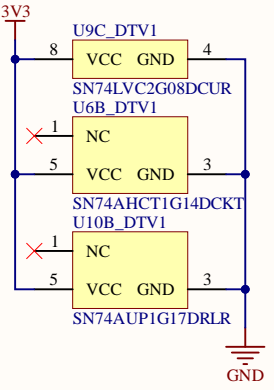 3V3
U9C_DTV1
8 VCC GND 4
SN74LVC2G08DCUR
U6B_DTV1
1 NC
5 VCC GND 3
SN74AHCT1G14DCKT
U10B_DTV1
1 NC
5 VCC GND 3
SN74AUP1G17DRLR
GND